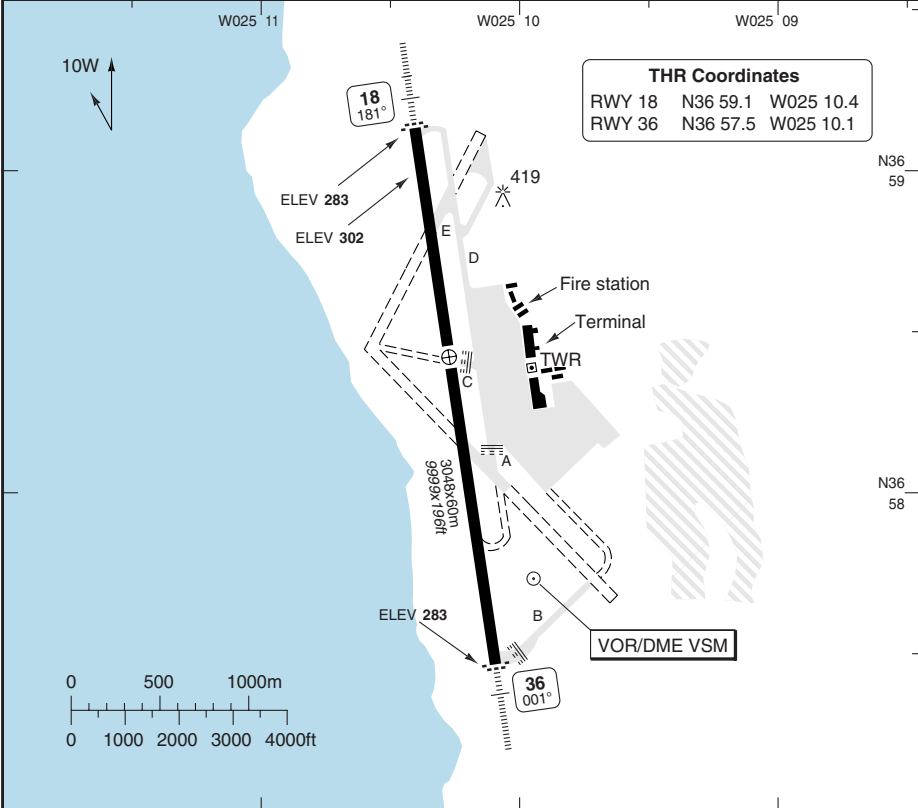 W025 11
W025 10
W025 09
10W
THR Coordinates
RWY 18 N36 59.1 W025 10.4
RWY 36 N36 57.5 W025 10.1
18
181°
N36
59
419
ELEV 283
ELEV 302
E
D
Fire station
Terminal
TWR
C
A
3048x60m
9999x196ft
N36
58
ELEV 283
B
VOR/DME VSM
36
001°
0 500 1000m
0 1000 2000 3000 4000ft